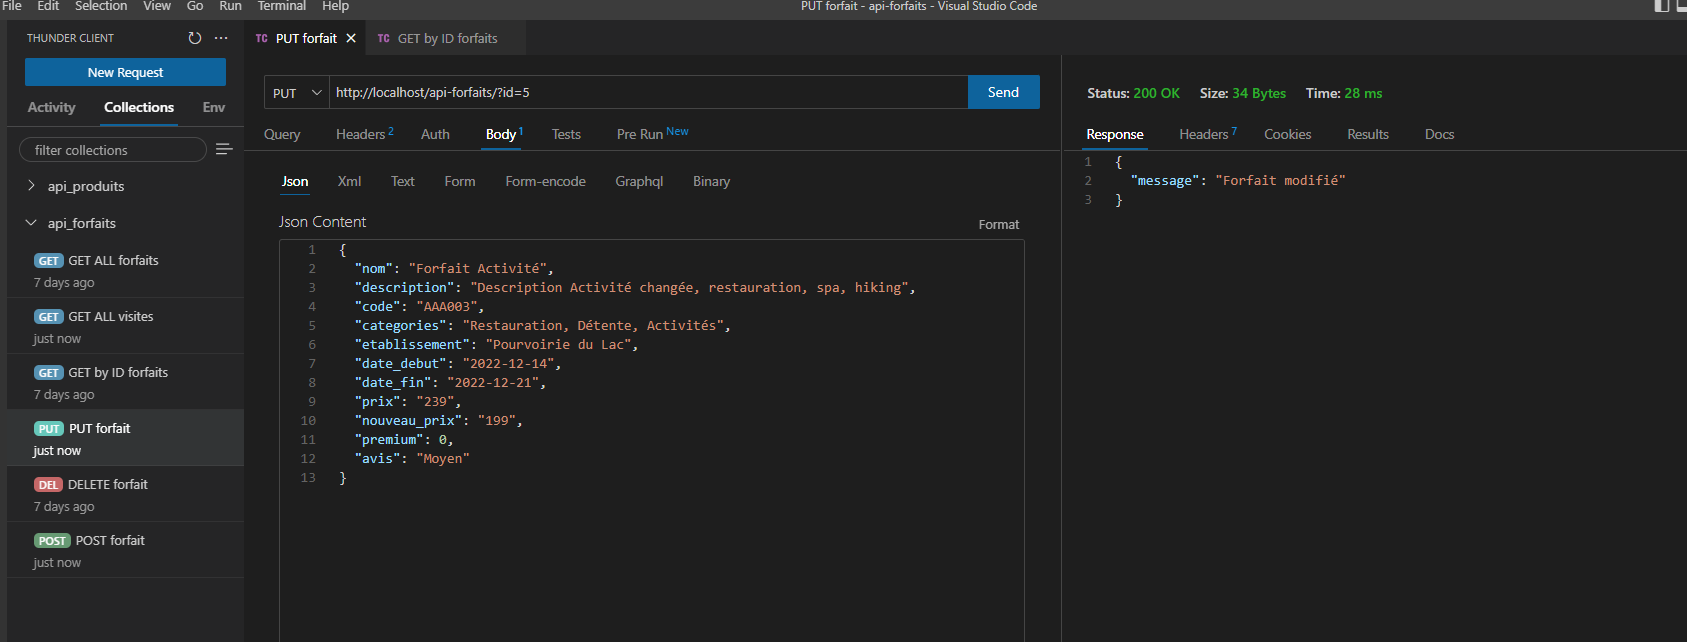 File Edit Selection View Go Run Terminal Help
PUT forfait - api-forfaits - Visual Studio Code
THUNDER CLIENT ...
New Request
Activity Collections Env
filter collections
api_produits
api_forfaits
GET GET ALL forfaits
7 days ago
GET GET ALL visites
just now
GET GET by ID forfaits
7 days ago
PUT PUT forfait
just now
DEL DELETE forfait
7 days ago
POST POST forfait
just now
TC PUT forfait TC GET by ID forfaits
PUT http://localhost/api-forfaits/?id=5 Send
Query Headers 2 Auth Body 1 Tests Pre Run New
Json Xml Text Form Form-encode Graphql Binary
Json Content Format
1 {
2 "nom": "Forfait Activité",
3 "description": "Description Activité changée, restauration, spa, hiking",
4 "code": "AAA003",
5 "categories": "Restauration, Détente, Activités",
6 "etablissement": "Pourvoirie du Lac",
7 "date_debut": "2022-12-14",
8 "date_fin": "2022-12-21",
9 "prix": "239",
10 "nouveau_prix": "199",
11 "premium": 0,
12 "avis": "Moyen"
13 }
Status: 200 OK Size: 34 Bytes Time: 28 ms
Response Headers 7 Cookies Results Docs
1 {
2 "message": "Forfait modifié"
3 }